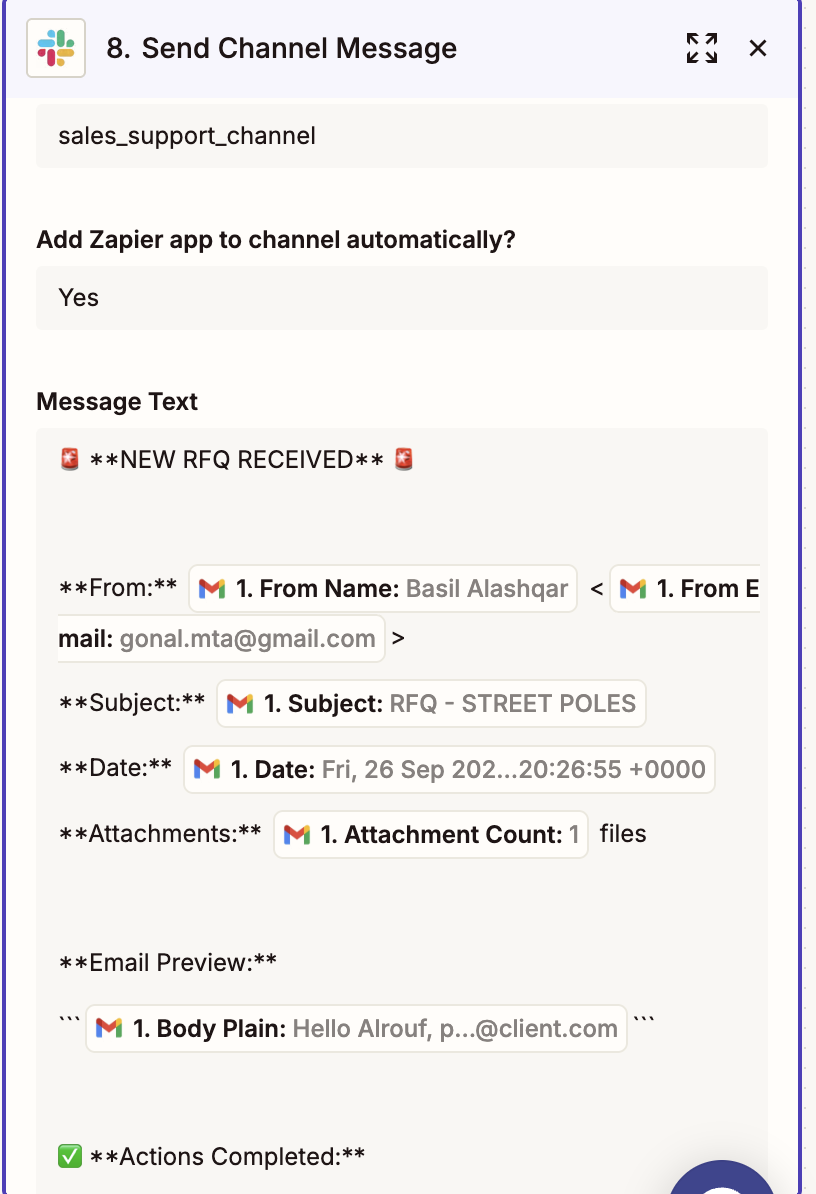 8. Send Channel Message
sales_support_channel
Add Zapier app to channel automatically?
Yes
Message Text
🚨 **NEW RFQ RECEIVED** 🚨
**From:** 1. From Name: Basil Alashqar < 1. From E
mail: gonal.mta@gmail.com >
**Subject:** 1. Subject: RFQ - STREET POLES
**Date:** 1. Date: Fri, 26 Sep 202...20:26:55 +0000
**Attachments:** 1. Attachment Count: 1 files
**Email Preview:**
``` 1. Body Plain: Hello Alrouf, p...@client.com ```
✅ **Actions Completed:**